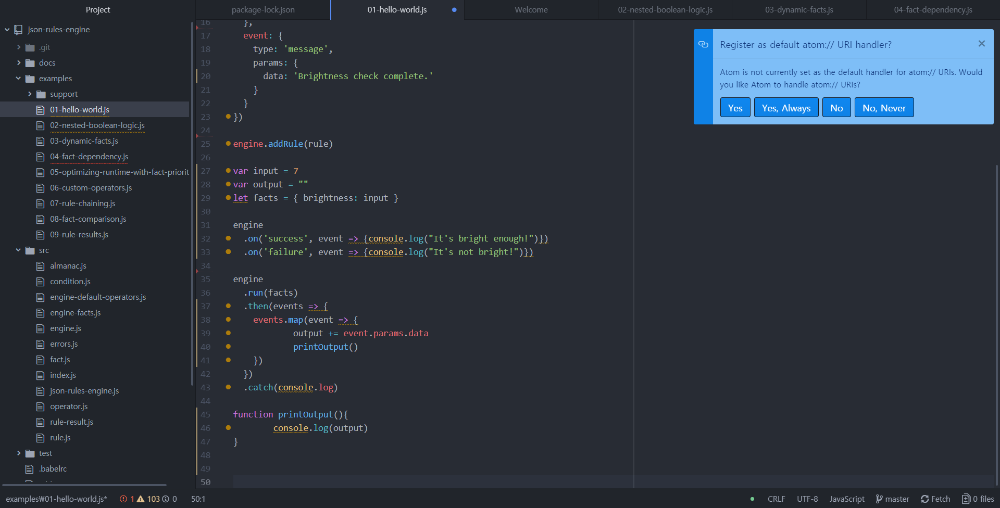 Project
package-lock.json
01-hello-world.js
Welcome
02-nested-boolean-logic.js
03-dynamic-facts.js
04-fact-dependency.js
json-rules-engine
.git
docs
examples
support
01-hello-world.js
02-nested-boolean-logic.js
03-dynamic-facts.js
04-fact-dependency.js
05-optimizing-runtime-with-fact-priorit
06-custom-operators.js
07-rule-chaining.js
08-fact-comparison.js
09-rule-results.js
src
almanac.js
condition.js
engine-default-operators.js
engine-facts.js
engine.js
errors.js
fact.js
index.js
json-rules-engine.js
operator.js
rule-result.js
rule.js
test
.babelrc
16 },
17 event: {
18 type: 'message',
19 params: {
20 data: 'Brightness check complete.'
21 }
22 }
23 })
24
25 engine.addRule(rule)
26
27 var input = 7
28 var output = ""
29 let facts = { brightness: input }
30
31 engine
32 .on('success', event => {console.log("It's bright enough!")})
33 .on('failure', event => {console.log("It's not bright!")})
34
35 engine
36 .run(facts)
37 .then(events => {
38 events.map(event => {
39 output += event.params.data
40 printOutput()
41 })
42 })
43 .catch(console.log)
44
45 function printOutput(){
46 console.log(output)
47 }
48
49
50
Register as default atom:// URI handler?
Atom is not currently set as the default handler for atom:// URIs. Would
you like Atom to handle atom:// URIs?
Yes
Yes, Always
No
No, Never
examples₩01-hello-world.js* 1 103 0 50:1
CRLF UTF-8 JavaScript master Fetch 0 files